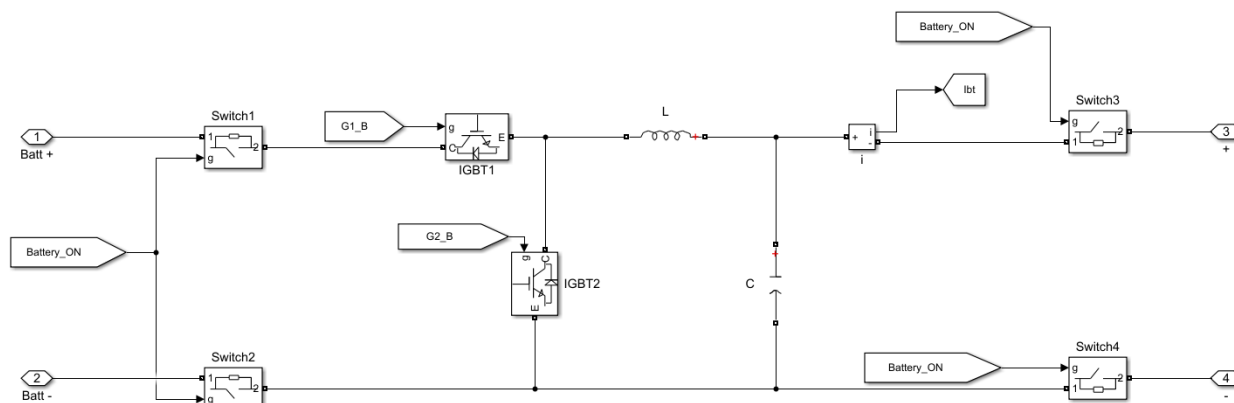 Battery_ON
Ibt
Switch3
g
1
2
3
+
1
Batt +
Switch1
1
2
g
G1_B
g
C
E
IGBT1
L
+
+
i
-
i
Battery_ON
G2_B
g
C
E
IGBT2
C
+
2
Batt -
Switch2
1
2
g
Battery_ON
Switch4
g
1
2
4
-